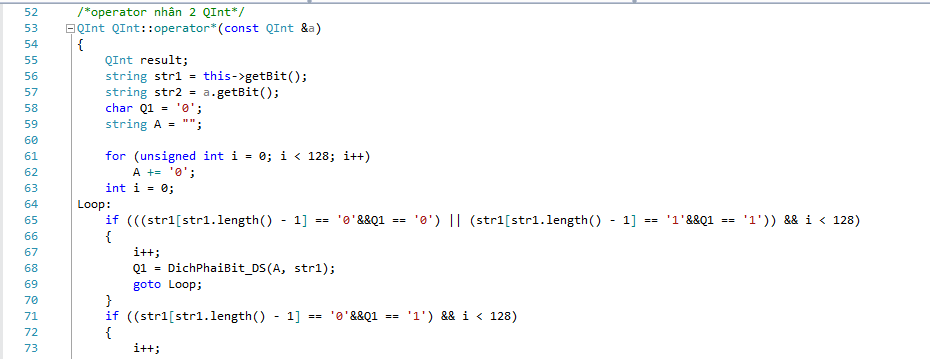 52 /*operator nhân 2 QInt*/
53 QInt QInt::operator*(const QInt &a)
54 {
55 QInt result;
56 string str1 = this->getBit();
57 string str2 = a.getBit();
58 char Q1 = '0';
59 string A = "";
60
61 for (unsigned int i = 0; i < 128; i++)
62 A += '0';
63 int i = 0;
64 Loop:
65 if (((str1[str1.length() - 1] == '0'&&Q1 == '0') || (str1[str1.length() - 1] == '1'&&Q1 == '1')) && i < 128)
66 {
67 i++;
68 Q1 = DichPhaiBit_DS(A, str1);
69 goto Loop;
70 }
71 if ((str1[str1.length() - 1] == '0'&&Q1 == '1') && i < 128)
72 {
73 i++;